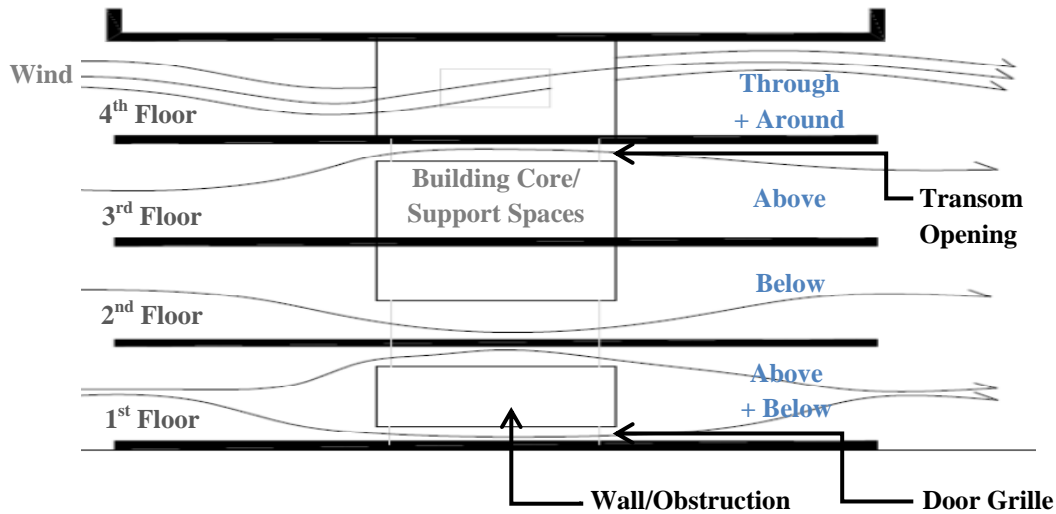 Wind
4th Floor
Through
+ Around
3rd Floor
Building Core/
Support Spaces
Above
Transom
Opening
2nd Floor
Below
1st Floor
Above
+ Below
Wall/Obstruction
Door Grille